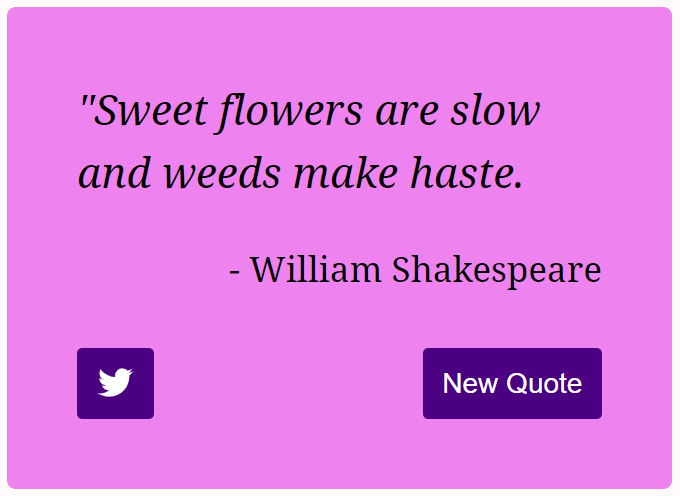 "Sweet flowers are slow
and weeds make haste.
- William Shakespeare
New Quote